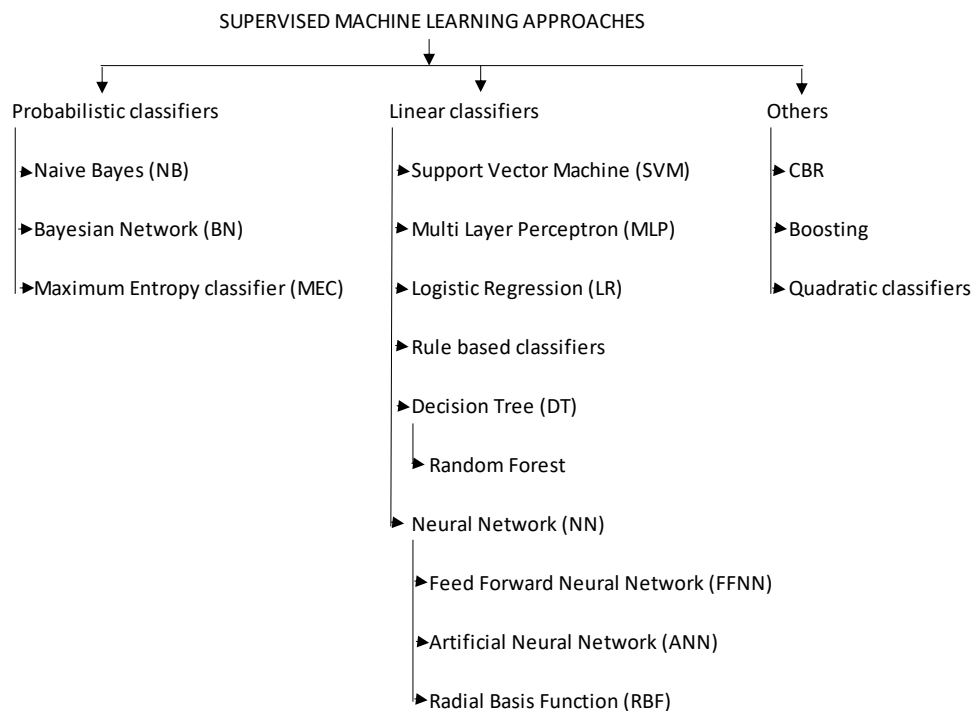 SUPERVISED MACHINE LEARNING APPROACHES
Probabilistic classifiers
Naive Bayes (NB)
Bayesian Network (BN)
Maximum Entropy classifier (MEC)
Linear classifiers
Support Vector Machine (SVM)
Multi Layer Perceptron (MLP)
Logistic Regression (LR)
Rule based classifiers
Decision Tree (DT)
Random Forest
Neural Network (NN)
Feed Forward Neural Network (FFNN)
Artificial Neural Network (ANN)
Radial Basis Function (RBF)
Others
CBR
Boosting
Quadratic classifiers